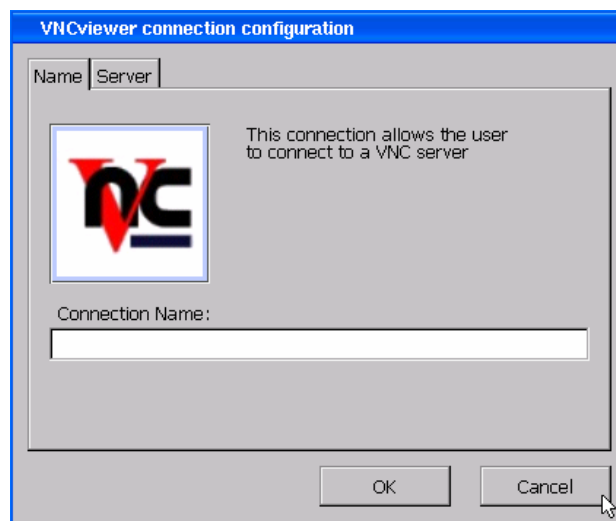 VNCviewer connection configuration
Name Server
This connection allows the user
to connect to a VNC server
Vnc
Connection Name:
OK Cancel